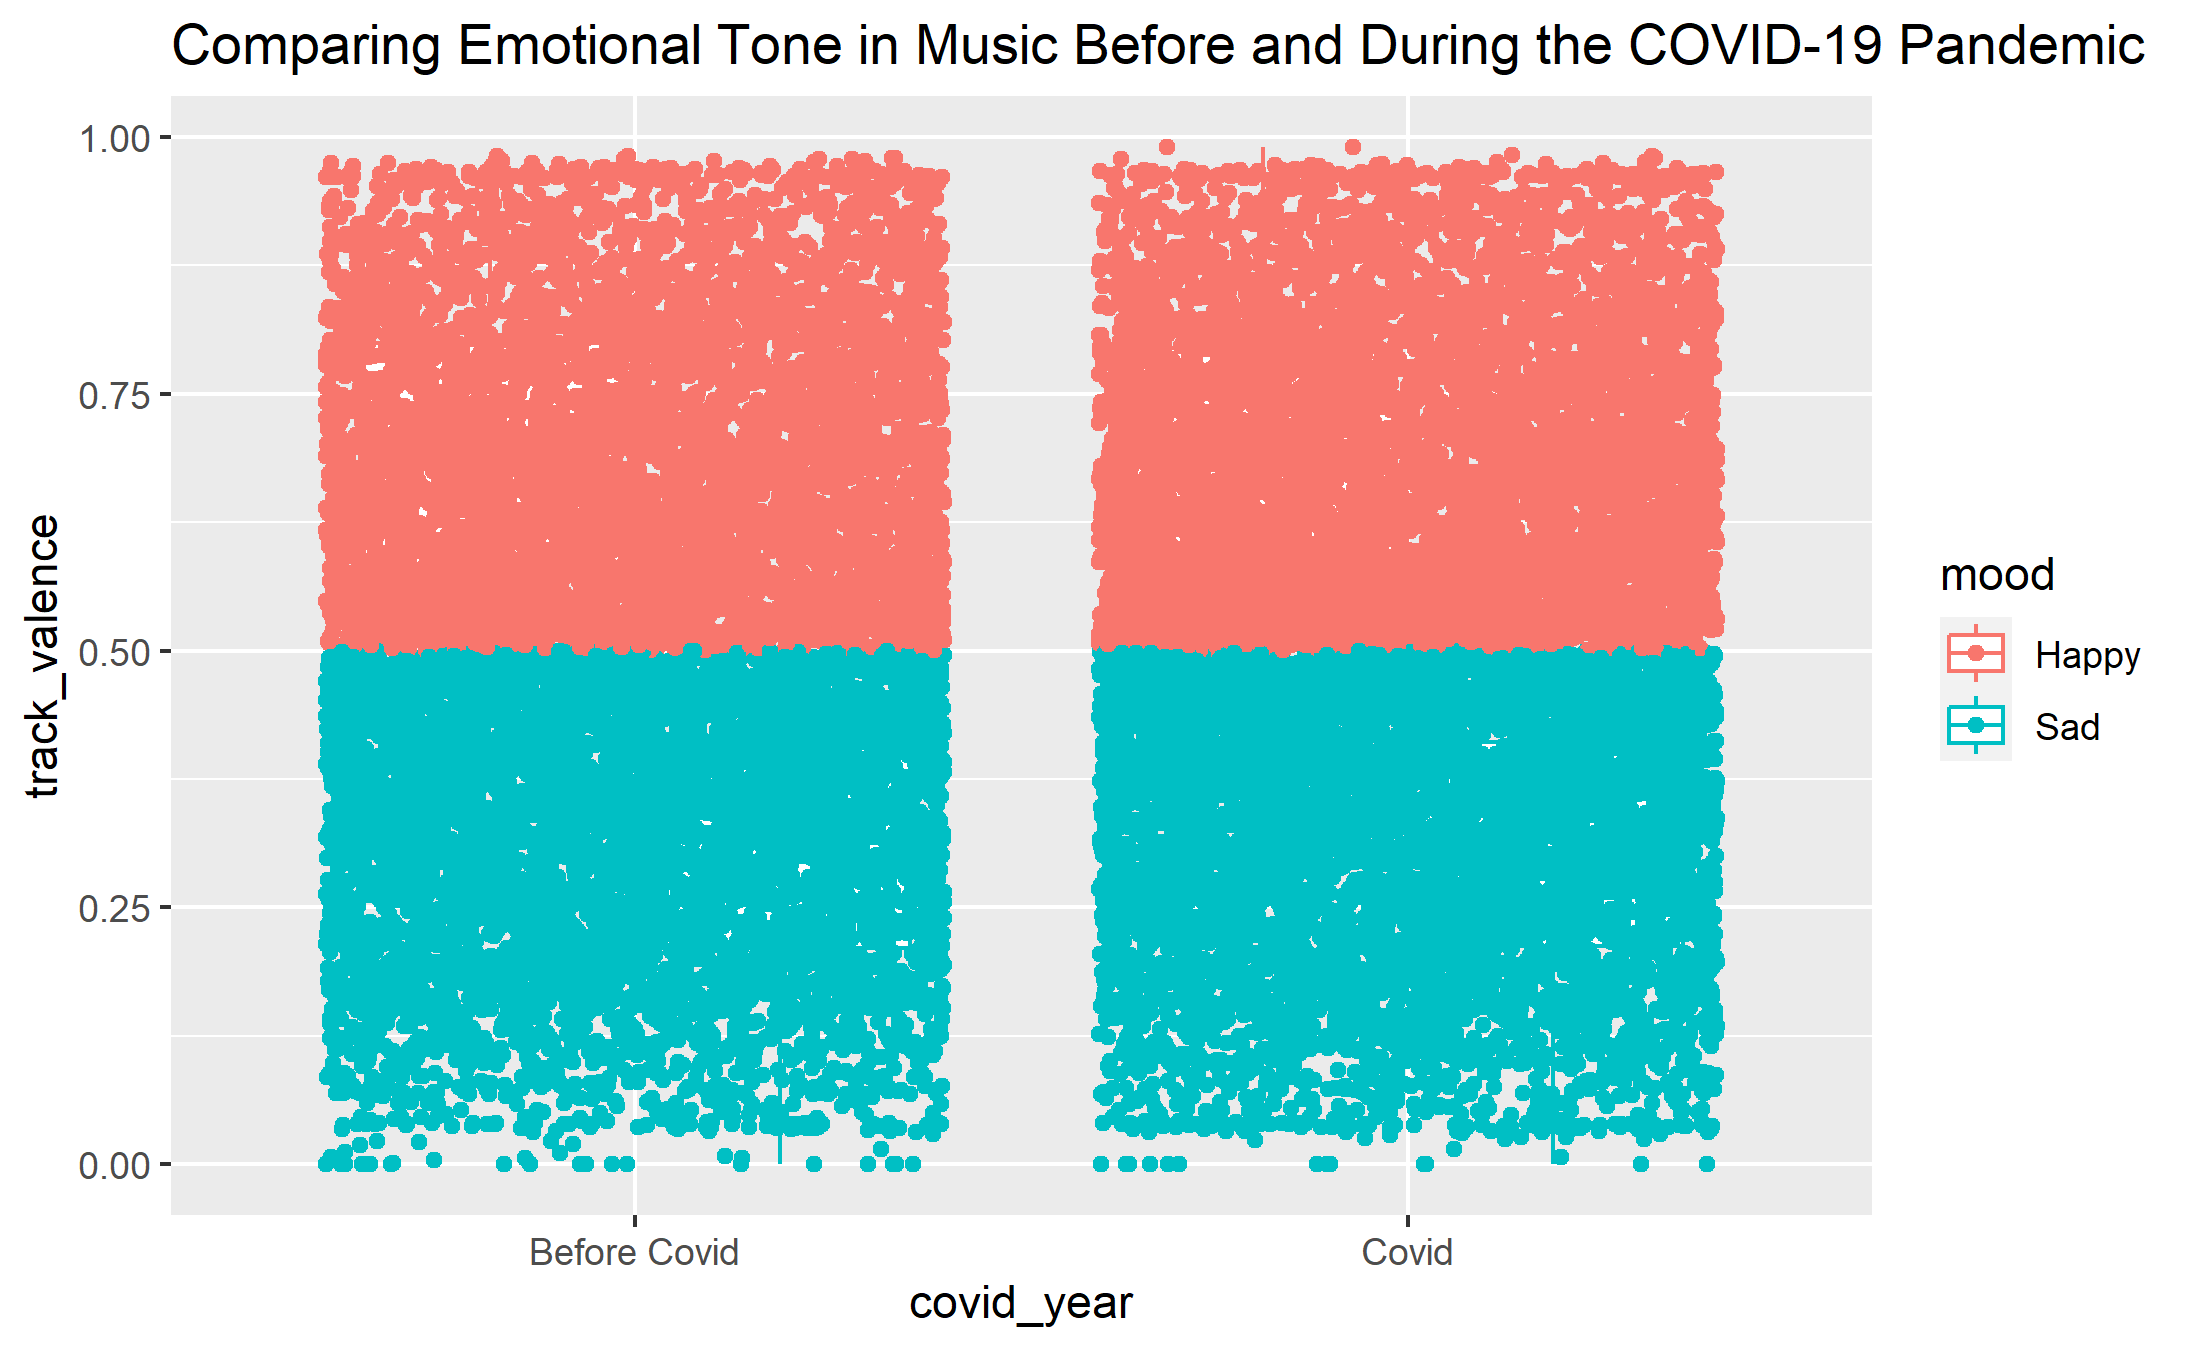 Comparing Emotional Tone in Music Before and During the COVID-19 Pandemic
1.00
0.75
0.50
0.25
0.00
track_valence
Before Covid
Covid
covid_year
mood
Happy
Sad